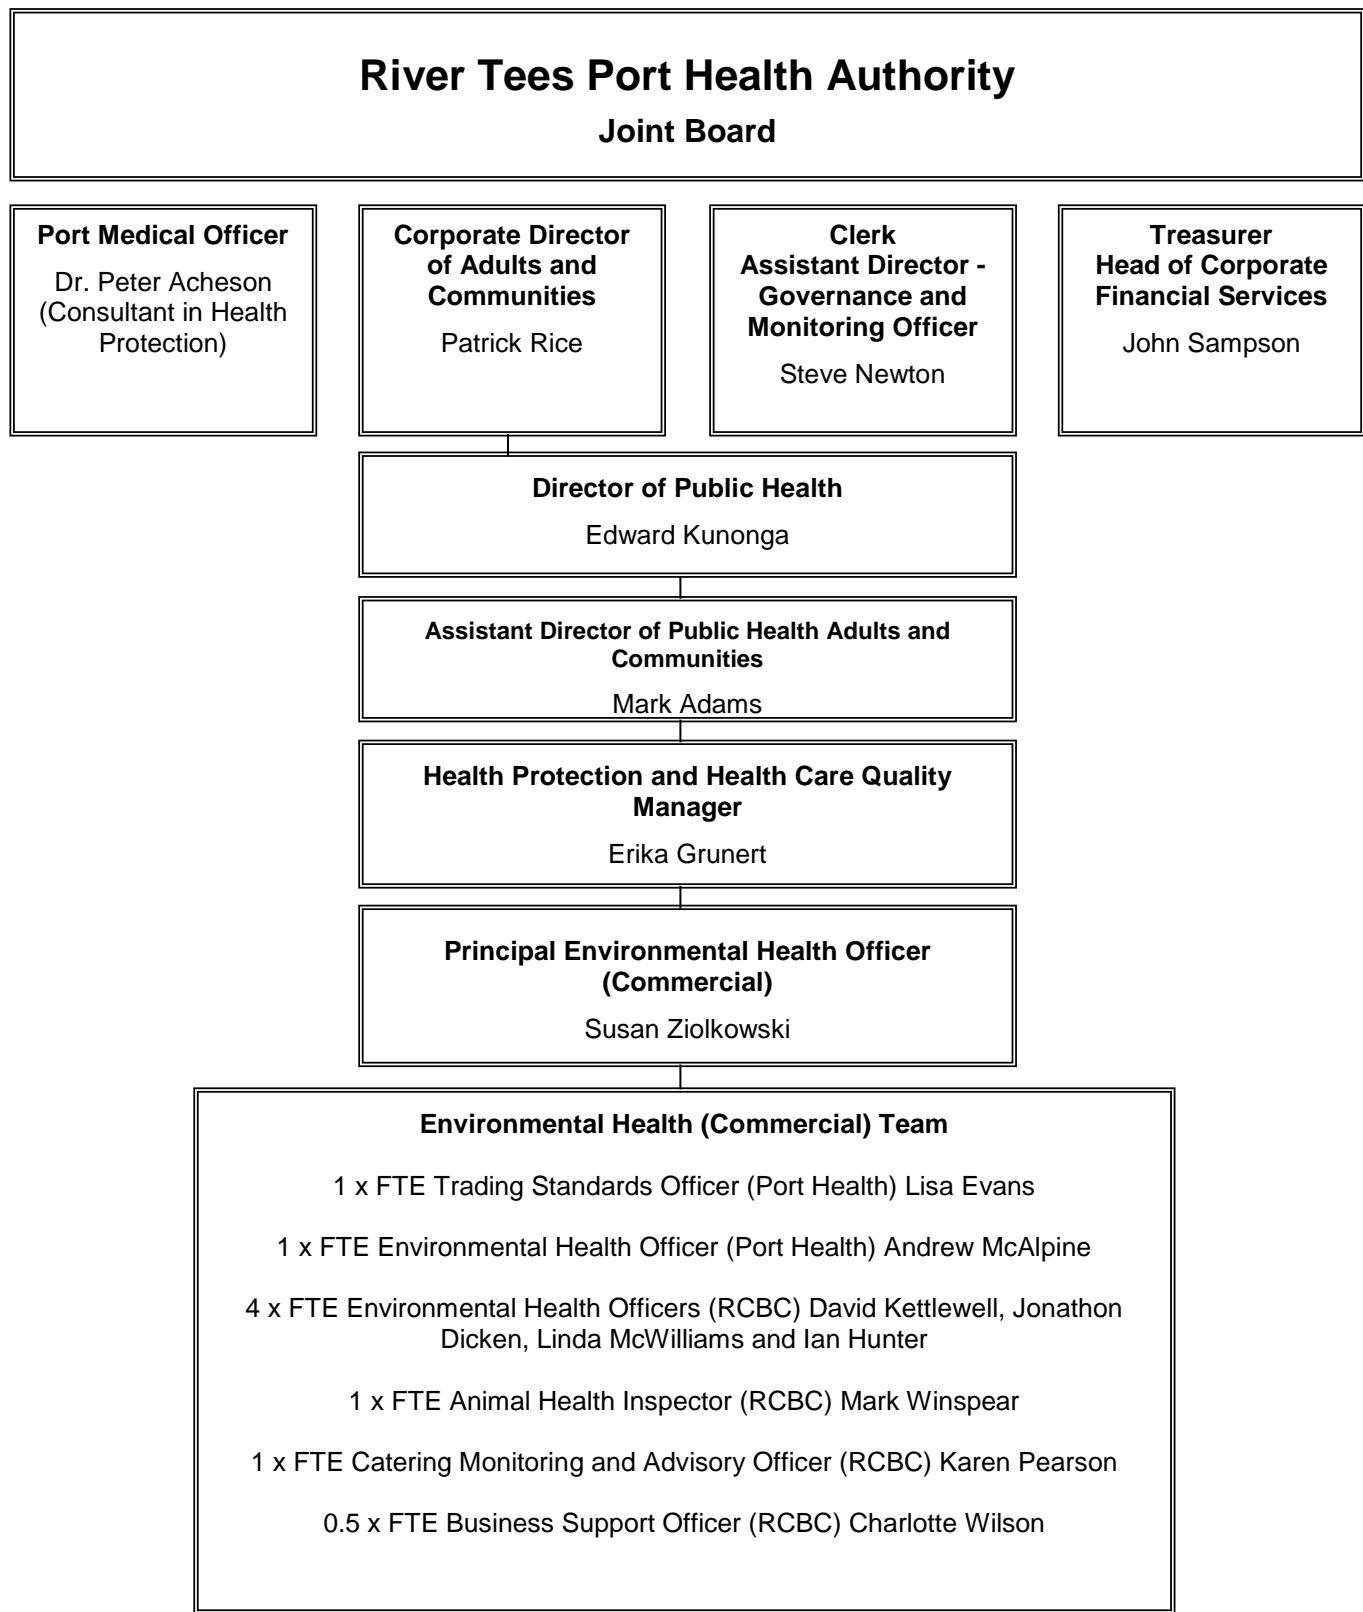 River Tees Port Health Authority
Joint Board
Port Medical Officer
Dr. Peter Acheson
(Consultant in Health
Protection)
Corporate Director
of Adults and
Communities
Patrick Rice
Clerk
Assistant Director -
Governance and
Monitoring Officer
Steve Newton
Treasurer
Head of Corporate
Financial Services
John Sampson
Director of Public Health
Edward Kunonga
Assistant Director of Public Health Adults and
Communities
Mark Adams
Health Protection and Health Care Quality
Manager
Erika Grunert
Principal Environmental Health Officer
(Commercial)
Susan Ziolkowski
Environmental Health (Commercial) Team
1 x FTE Trading Standards Officer (Port Health) Lisa Evans
1 x FTE Environmental Health Officer (Port Health) Andrew McAlpine
4 x FTE Environmental Health Officers (RCBC) David Kettlewell, Jonathon
Dicken, Linda McWilliams and Ian Hunter
1 x FTE Animal Health Inspector (RCBC) Mark Winspear
1 x FTE Catering Monitoring and Advisory Officer (RCBC) Karen Pearson
0.5 x FTE Business Support Officer (RCBC) Charlotte Wilson